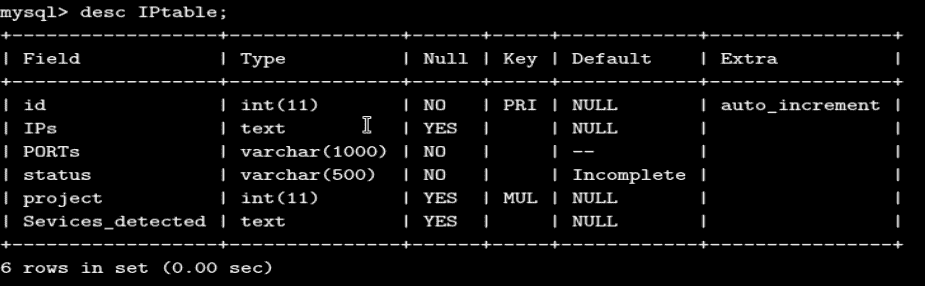 mysql> desc IPtable;
+-------------------+---------------+------+-----+------------+----------------+
| Field             | Type          | Null | Key | Default    | Extra          |
+-------------------+---------------+------+-----+------------+----------------+
| id                | int(11)       | NO   | PRI | NULL       | auto_increment |
| IPs               | text          | YES  |     | NULL       |                |
| PORTs             | varchar(1000) | NO   |     | --         |                |
| status            | varchar(500)  | NO   |     | Incomplete |                |
| project           | int(11)       | YES  | MUL | NULL       |                |
| Sevices_detected  | text          | YES  |     | NULL       |                |
+-------------------+---------------+------+-----+------------+----------------+
6 rows in set (0.00 sec)